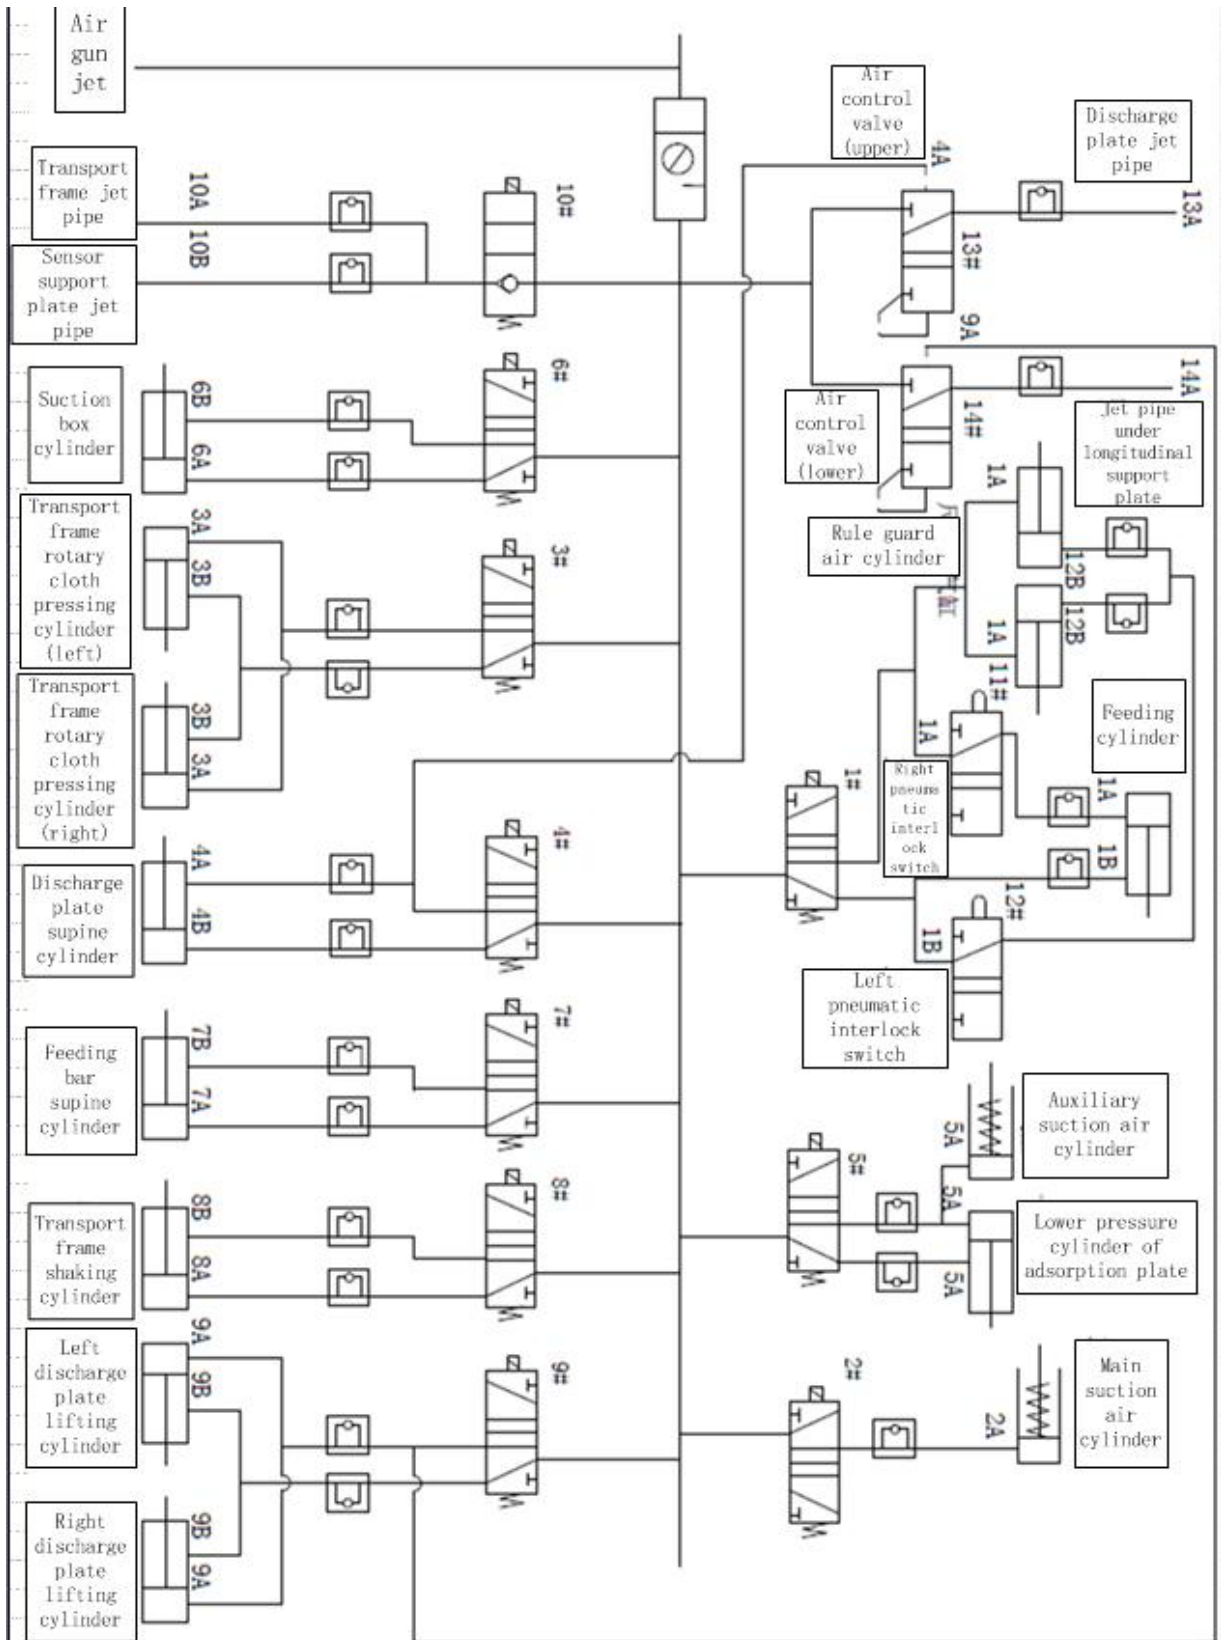 Air
gun
jet
Transport
frame jet
pipe
10A
10B
Sensor
support
plate jet
pipe
10#
Air
control
valve
(upper)
4A
Discharge
plate jet
pipe
13A
13#
9A
Suction
box
cylinder
6B
6A
6#
Air
control
valve
(lower)
14#
14A
Jet pipe
under
longitudinal
support
plate
Rule guard
air cylinder
1A
12B
12B
1A
11#
Transport
frame
rotary
cloth
pressing
cylinder
(left)
3A
3B
3#
Transport
frame
rotary
cloth
pressing
cylinder
(right)
3B
3A
Feeding
cylinder
1A
Right
pneuma
tic
interl
ock
switch
1#
1A
1B
12#
1B
Left
pneumatic
interlock
switch
Discharge
plate
supine
cylinder
4A
4B
4#
Feeding
bar
supine
cylinder
7B
7A
7#
Auxiliary
suction air
cylinder
5A
5A
5#
Lower pressure
cylinder of
adsorption plate
5A
Transport
frame
shaking
cylinder
8B
8A
8#
Left
discharge
plate
lifting
cylinder
9A
9B
9#
Main
suction
air
cylinder
2A
2#
Right
discharge
plate
lifting
cylinder
9B
9A